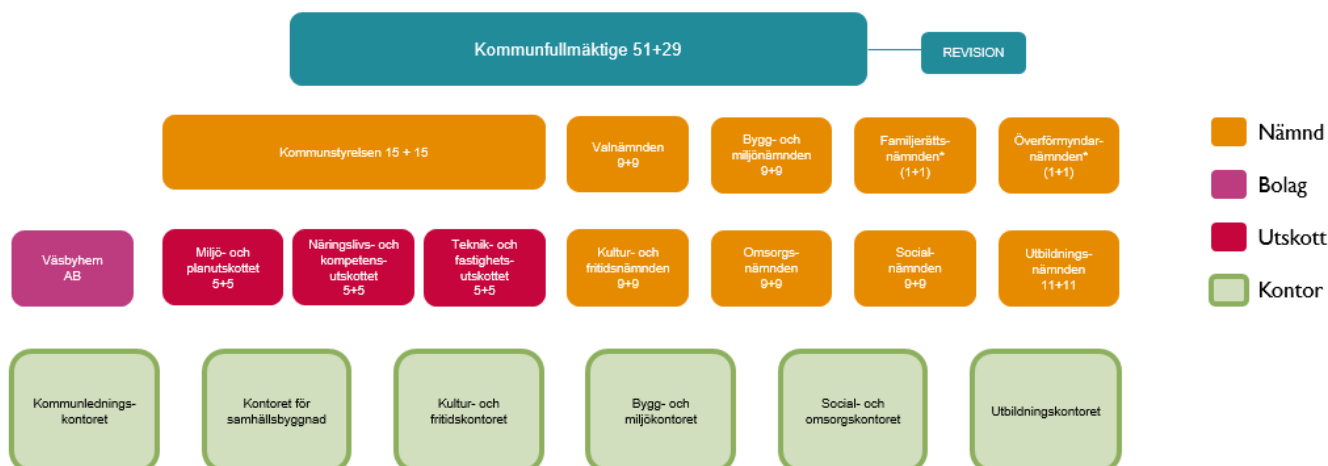 Kommunfullmäktige 51+29
REVISION
Kommunstyrelsen 15 + 15
Valnämnden
9+9
Bygg- och
miljönämnden
9+9
Familjerätts-
nämnden*
(1+1)
Överförmyndar-
nämnden*
(1+1)
Nämnd
Bolag
Utskott
Kontor
Väsbyhem
AB
Miljö- och
planutskottet
5+5
Näringslivs- och
kompetens-
utskottet
5+5
Teknik- och
fastighets-
utskottet
5+5
Kultur- och
fritidsnämnden
9+9
Omsorgs-
nämnden
9+9
Social-
nämnden
9+9
Utbildnings-
nämnden
11+11
Kommunlednings-
kontoret
Kontoret för
samhällsbyggnad
Kultur- och
fritidskontoret
Bygg- och
miljökontoret
Social- och
omsorgskontoret
Utbildningskontoret